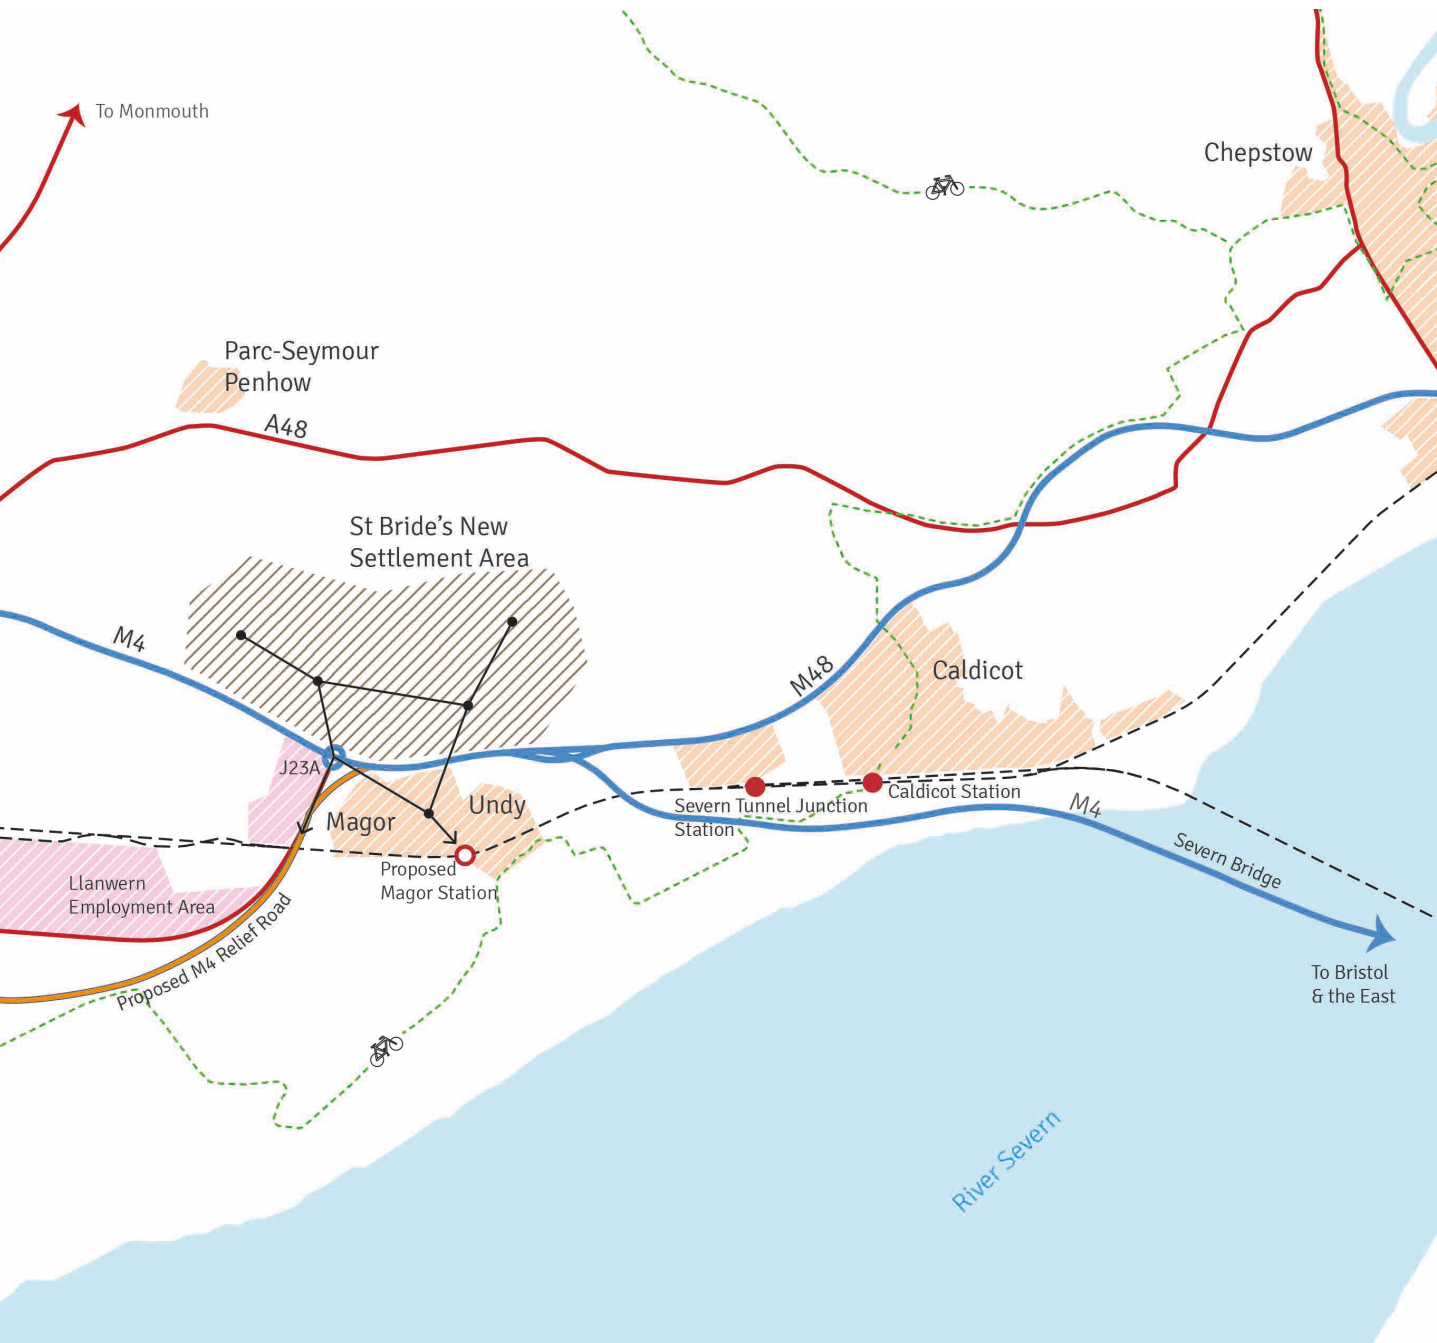 To Monmouth
Chepstow
Parc-Seymour
Penhow
A48
St Bride’s New
Settlement Area
M4
M48
Caldicot
J23A
Magor
Undy
Severn Tunnel Junction
Station
Caldicot Station
M4
Severn Bridge
Proposed
Magor Station
Llanwern
Employment Area
Proposed M4 Relief Road
To Bristol
& the East
River Severn